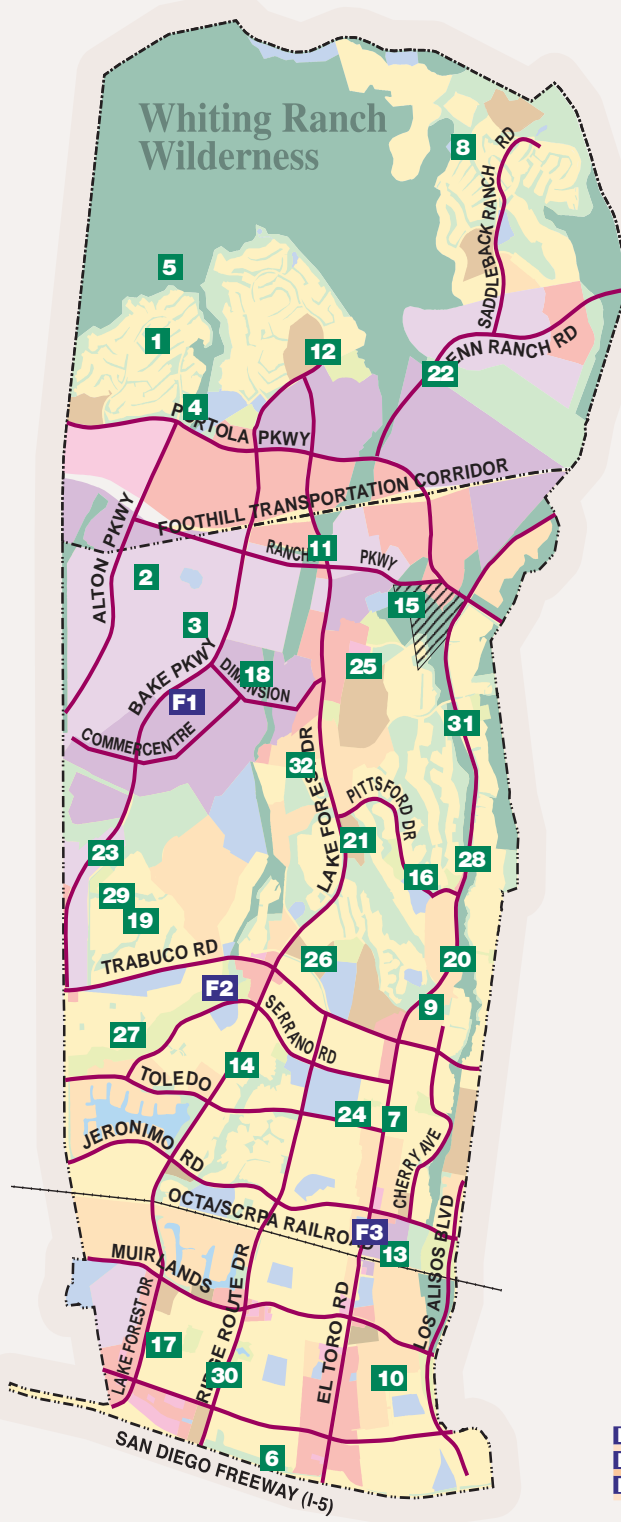 Whiting Ranch
Wilderness
8
SADDLEBACK RANCH RD
5
1
12
22
ENN RANCH RD
4
PORTOLA PKWY
FOOTHILL TRANSPORTATION CORRIDOR
ALTON PKWY
RANCH
11
PKWY
2
15
3
BAKE PKWY
18
DIMENSION
25
F1
COMMERCENTRE
31
32
LAKE FOREST DR
PITTSFORD DR
21
23
28
16
29
19
TRABUCO RD
26
20
F2
9
SERRANO RD
27
14
TOLEDO
24
7
JERONIMO RD
CHERRY AVE
OCTA/SCRPA RAILROAD
F3
13
MUIRLANDS
LOS ALISOS BLVD
LAKE FOREST DR
RIDGE ROUTE DR
EL TORO RD
17
30
10
6
SAN DIEGO FREEWAY (I-5)